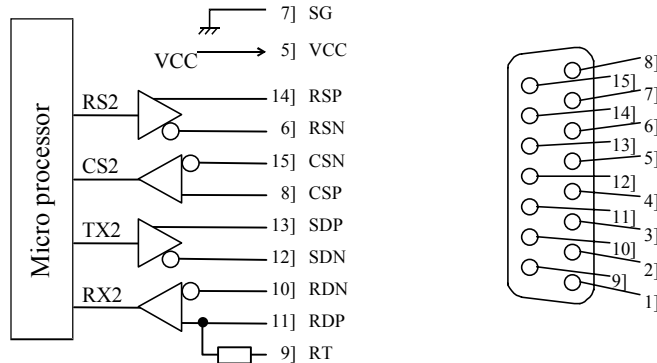 7] SG
VCC
5] VCC
RS2
14] RSP
6] RSN
CS2
15] CSN
8] CSP
TX2
13] SDP
12] SDN
RX2
10] RDN
11] RDP
9] RT
Micro processor
8]
15]
7]
14]
6]
13]
5]
12]
4]
11]
3]
10]
2]
9]
1]